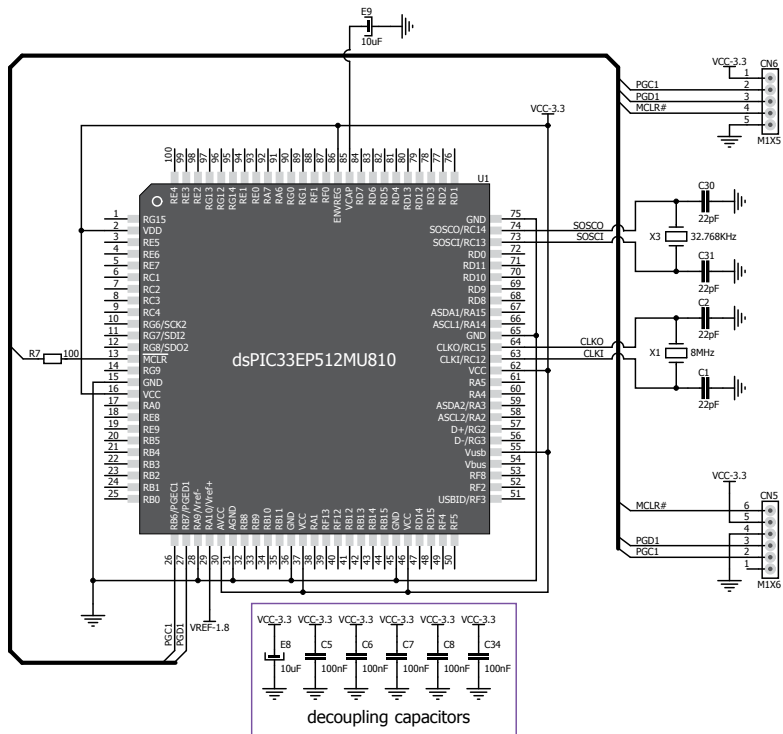 E9
10uF
VCC-3.3
CN6
1
2
3
4
5
PGC1
PGD1
MCLR#
M1X5
VCC-3.3
100 99 98 97 96 95 94 93 92 91 90 89 88 87 86 85 84 83 82 81 80 79 78 77 76
RE4 RE3 RE2 RG13 RG12 RG14 RE1 RE0 RA7 RA6 RG0 RG1 RF1 RF0 ENVREG VCAP RD7 RD6 RD5 RD4 RD13 RD12 RD3 RD2 RD1
U1
1 RG15
2 VDD
3 RE5
4 RE6
5 RE7
6 RC1
7 RC2
8 RC3
9 RC4
10 RG6/SCK2
11 RG7/SDI2
12 RG8/SDO2
13 MCLR
14 RG9
15 GND
16 VCC
17 RA0
18 RE8
19 RE9
20 RB5
21 RB4
22 RB3
23 RB2
24 RB1
25 RB0
R7 100
dsPIC33EP512MU810
GND 75
SOSCO/RC14 74
SOSCI/RC13 73
RD0 72
RD11 71
RD10 70
RD9 69
RD8 68
ASDA1/RA15 67
ASCL1/RA14 66
GND 65
CLKO/RC15 64
CLKI/RC12 63
VCC 62
RA5 61
RA4 60
ASDA2/RA3 59
ASCL2/RA2 58
D+/RG2 57
D-/RG3 56
Vusb 55
Vbus 54
RF8 53
RF2 52
USBID/RF3 51
SOSCO
SOSCI
C30
22pF
X3 32.768KHz
C31
22pF
CLKO
CLKI
C2
22pF
X1 8MHz
C1
22pF
RB6/PGEC1 RB7/PGED1 RA9/Vref- RA10/Vref+ AVCC AGND RB8 RB9 RB10 RB11 GND VCC RA1 RF13 RF12 RB12 RB13 RB14 RB15 GND VCC RD14 RD15 RF4 RF5
26 27 28 29 30 31 32 33 34 35 36 37 38 39 40 41 42 43 44 45 46 47 48 49 50
PGC1
PGD1
VREF-1.8
VCC-3.3
CN5
MCLR#
PGD1
PGC1
6
5
4
3
2
1
M1X6
VCC-3.3 VCC-3.3 VCC-3.3 VCC-3.3 VCC-3.3 VCC-3.3
E8 C5 C6 C7 C8 C34
10uF 100nF 100nF 100nF 100nF 100nF
decoupling capacitors